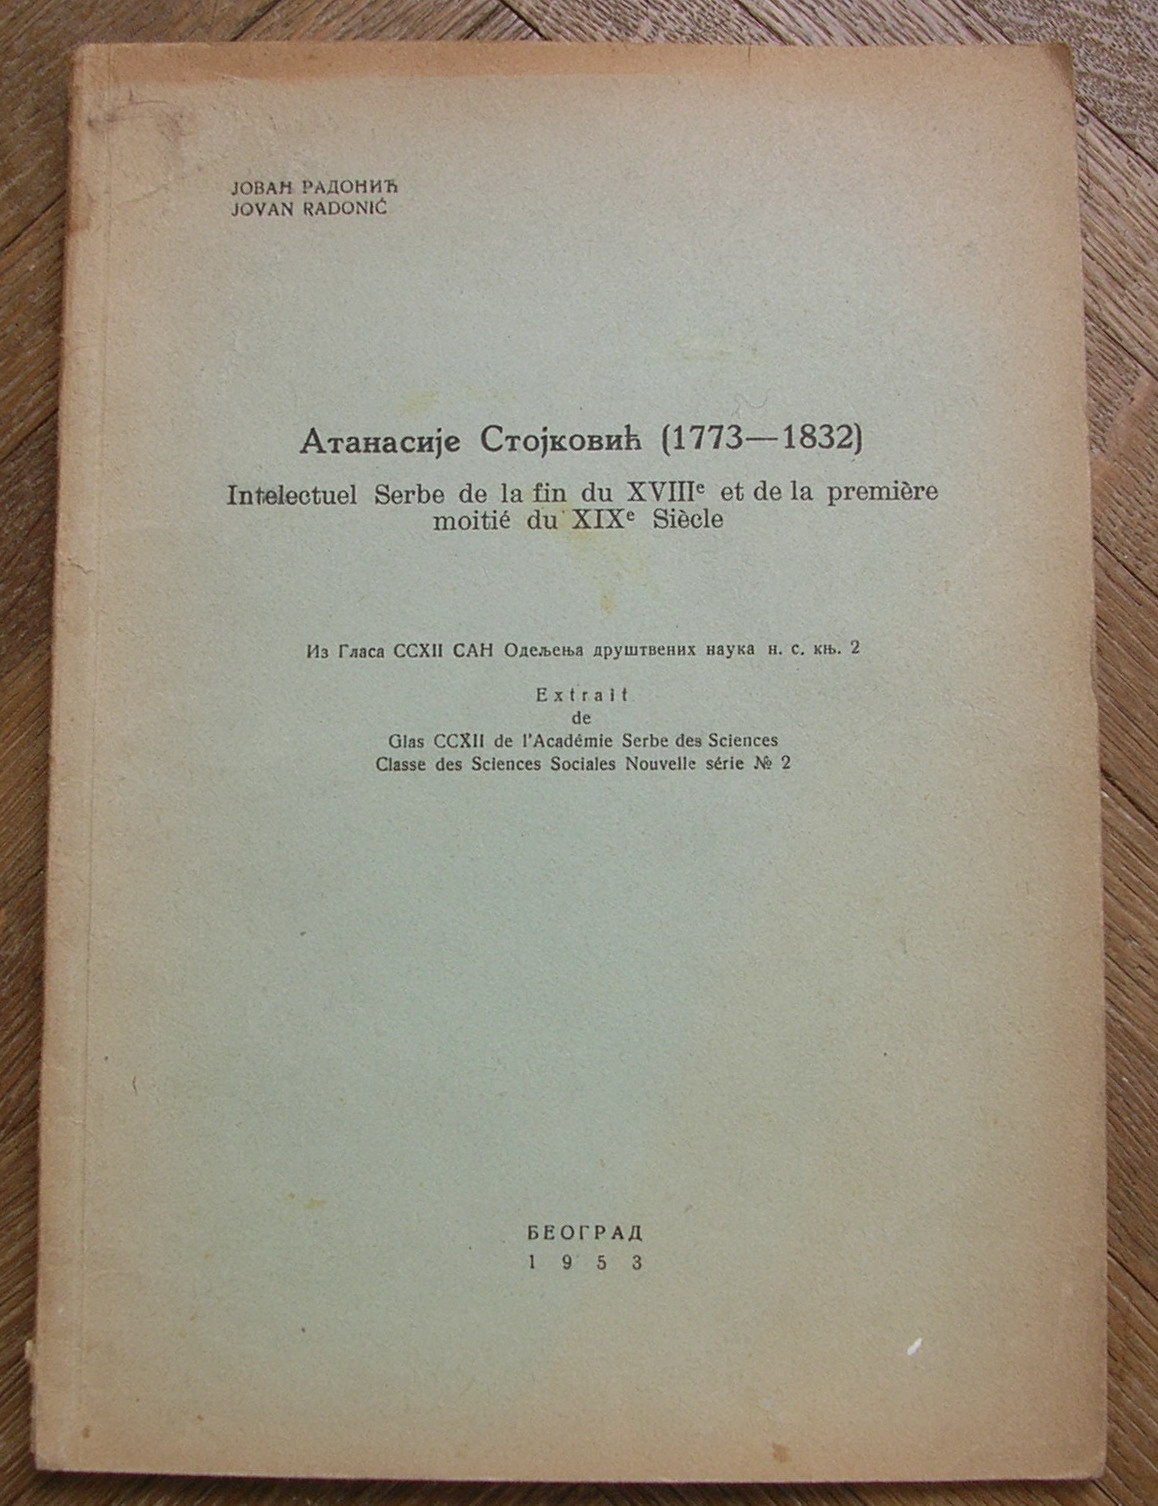 ЈОВАН РАДОНИЋ
JOVAN RADONIĆ
Атанасије Стојковић (1773—1832)
Intelectuel Serbe de la fin du XVIIIe et de la première
moitié du XIXe Siècle
Из Гласа CCXII САН Одељења друштвених наука н. с. књ. 2
Extrait
de
Glas CCXII de l'Académie Serbe des Sciences
Classe des Sciences Sociales Nouvelle série № 2
БЕОГРАД
1953